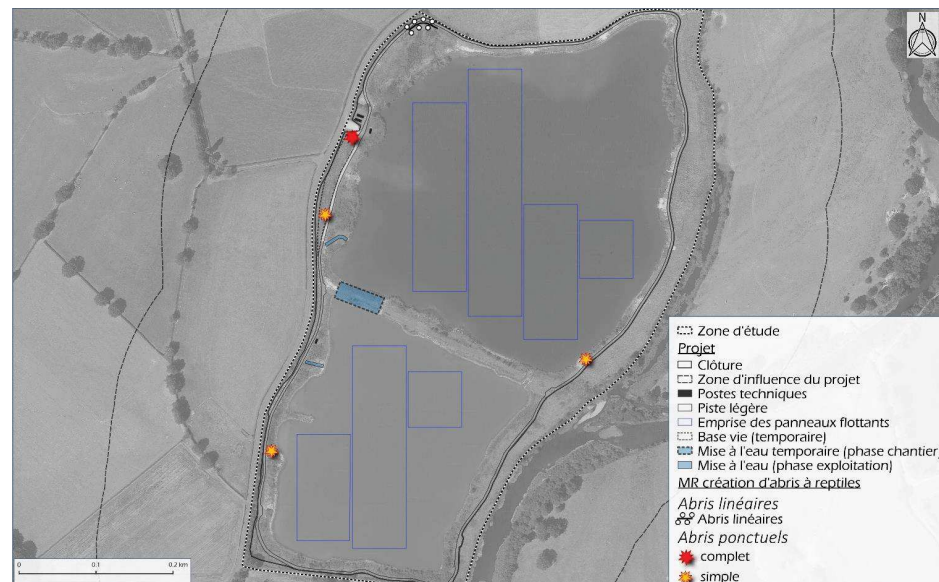 N
Zone d'étude
Projet
Clôture
Zone d'influence du projet
Postes techniques
Piste légère
Emprise des panneaux flottants
Base vie (temporaire)
Mise à l'eau temporaire (phase chantier)
Mise à l'eau (phase exploitation)
MR création d'abris à reptiles
Abris linéaires
Abris linéaires
Abris ponctuels
complet
simple
0 0.1 0.2 km